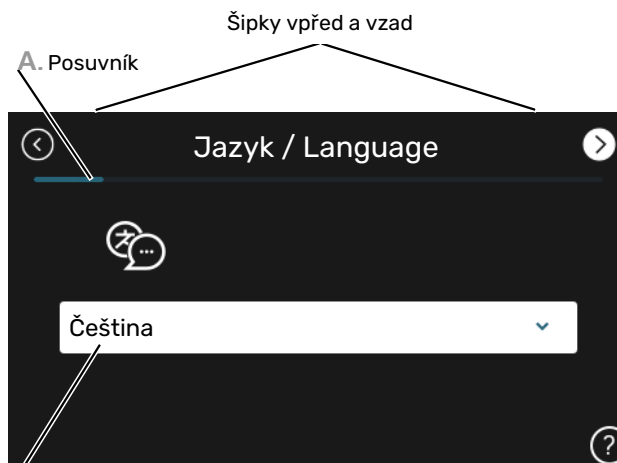 Šipky vpřed a vzad
A. Posuvník
Jazyk / Language
Čeština
?